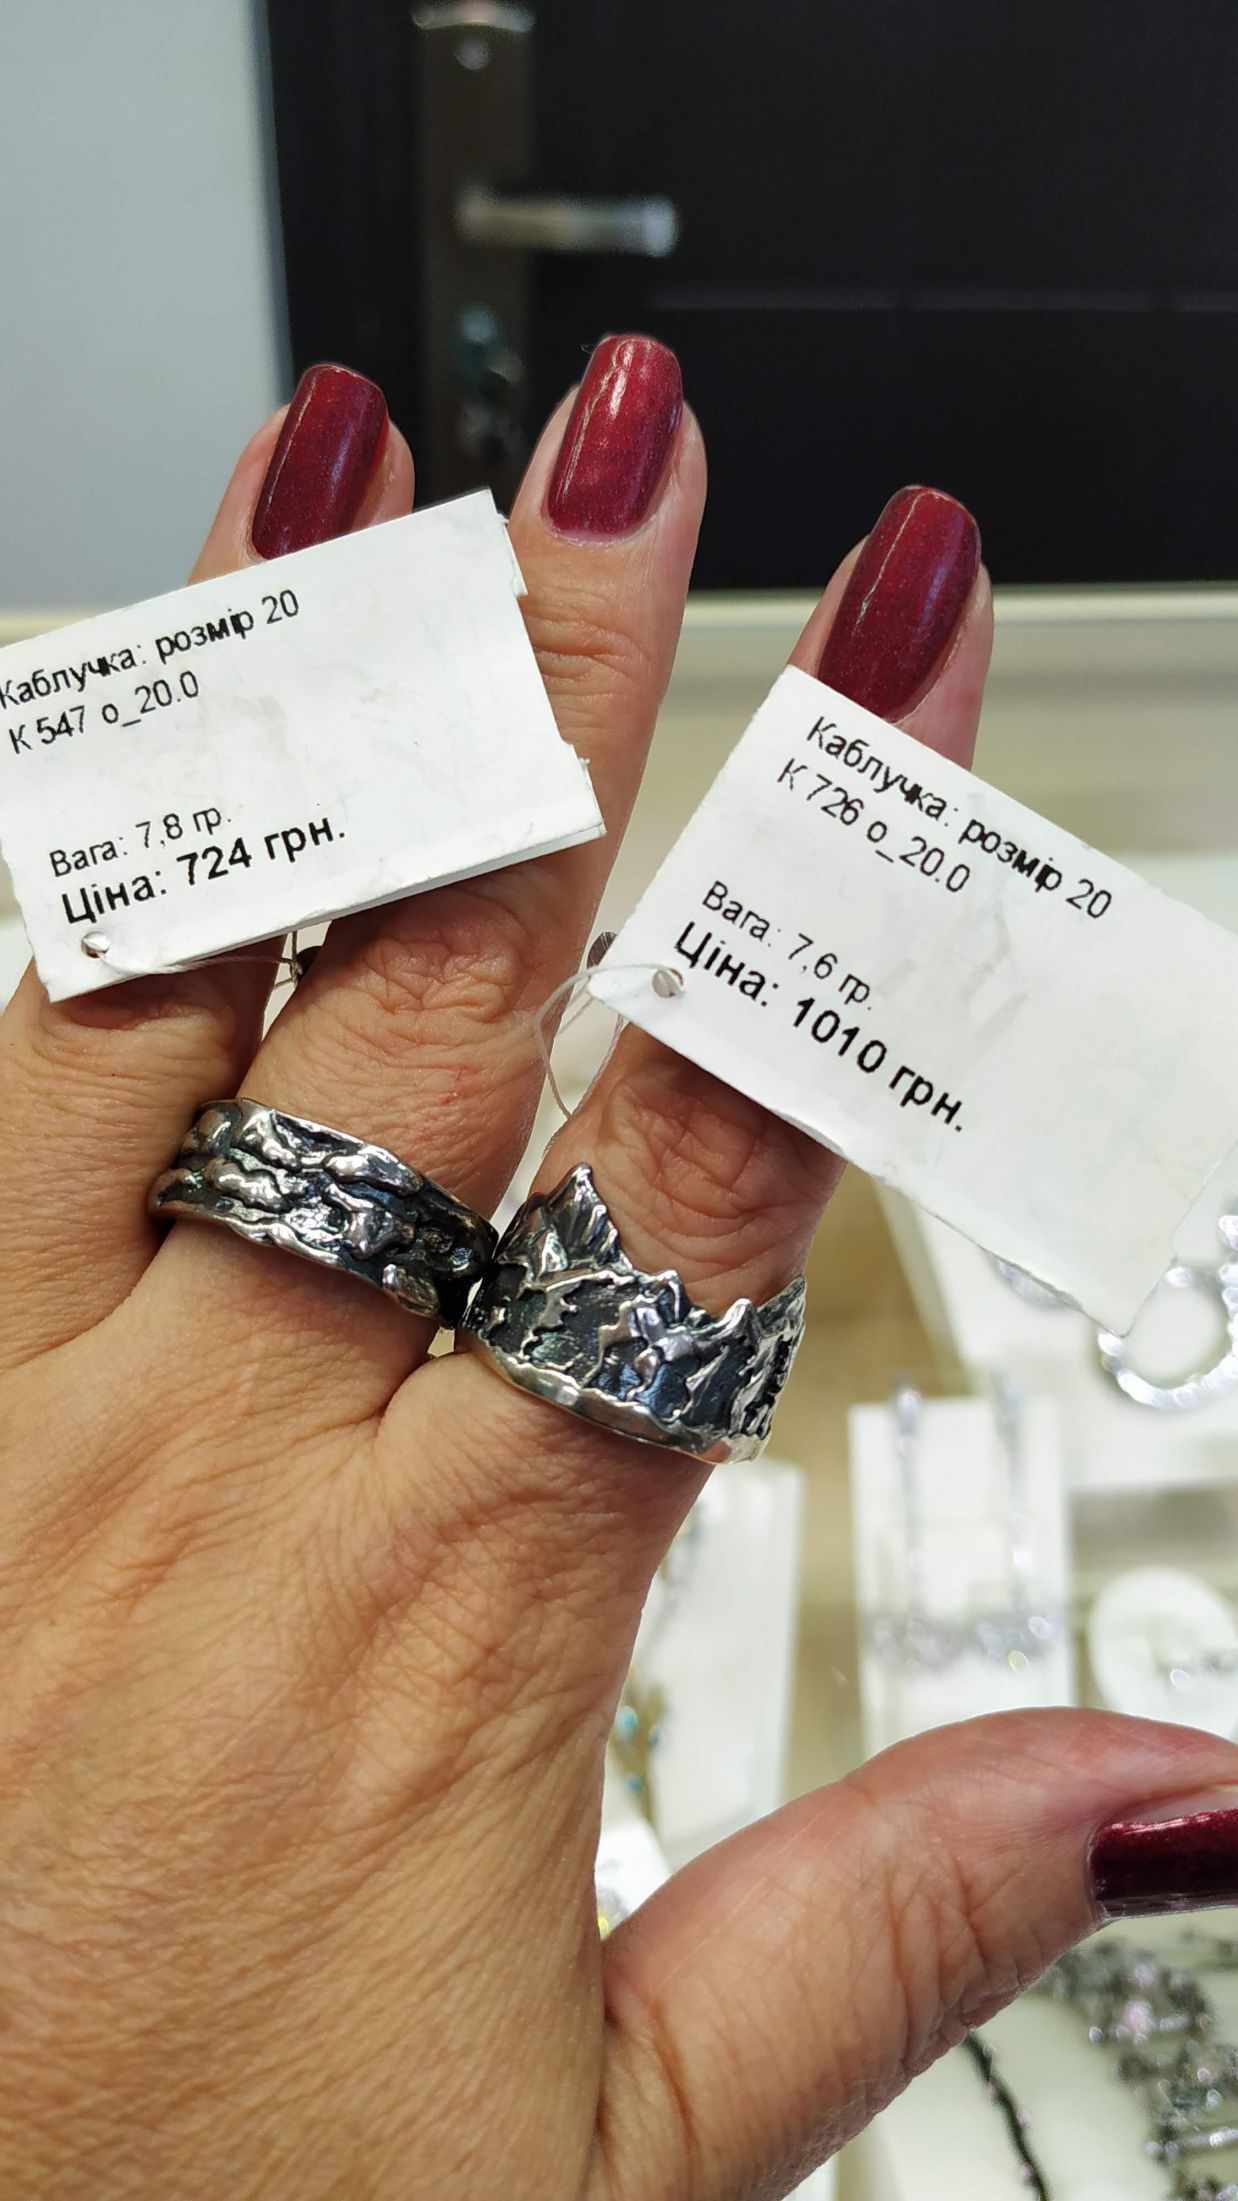 Каблучка: розмір 20
К 547 о_20.0
Вага: 7,8 гр.
Ціна: 724 грн.
Каблучка: розмір 20
К 726 о_20.0
Вага: 7,6 гр.
Ціна: 1010 грн.